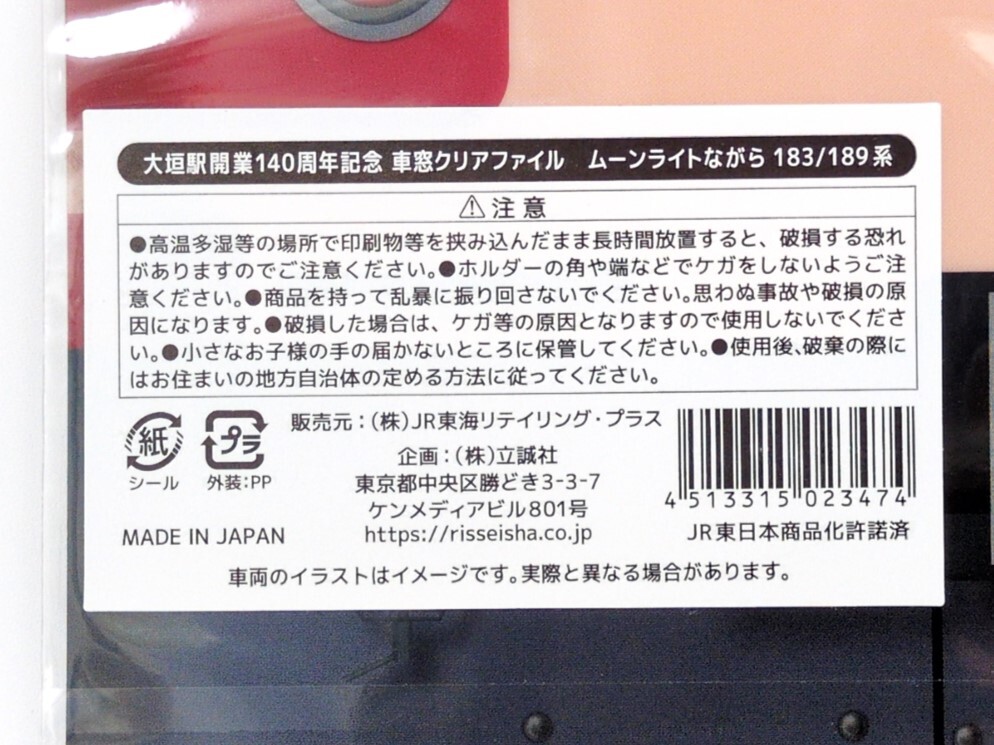 大垣駅開業140周年記念 車窓クリアファイル ムーンライトながら 183/189系
⚠注意
●高温多湿等の場所で印刷物等を挟み込んだまま長時間放置すると、破損する恐れ
がありますのでご注意ください。●ホルダーの角や端などでケガをしないようご注
意ください。●商品を持って乱暴に振り回さないでください。思わぬ事故や破損の原
因になります。●破損した場合は、ケガ等の原因となりますので使用しないでくださ
い。●小さなお子様の手の届かないところに保管してください。●使用後、破棄の際に
はお住まいの地方自治体の定める方法に従ってください。
紙
シール
プラ
外装:PP
MADE IN JAPAN
販売元:(株)JR東海リテイリング・プラス
企画:(株)立誠社
東京都中央区勝どき3-3-7
ケンメディアビル801号
https://risseisha.co.jp
4 513315 023474
JR東日本商品化許諾済
車両のイラストはイメージです。実際と異なる場合があります。